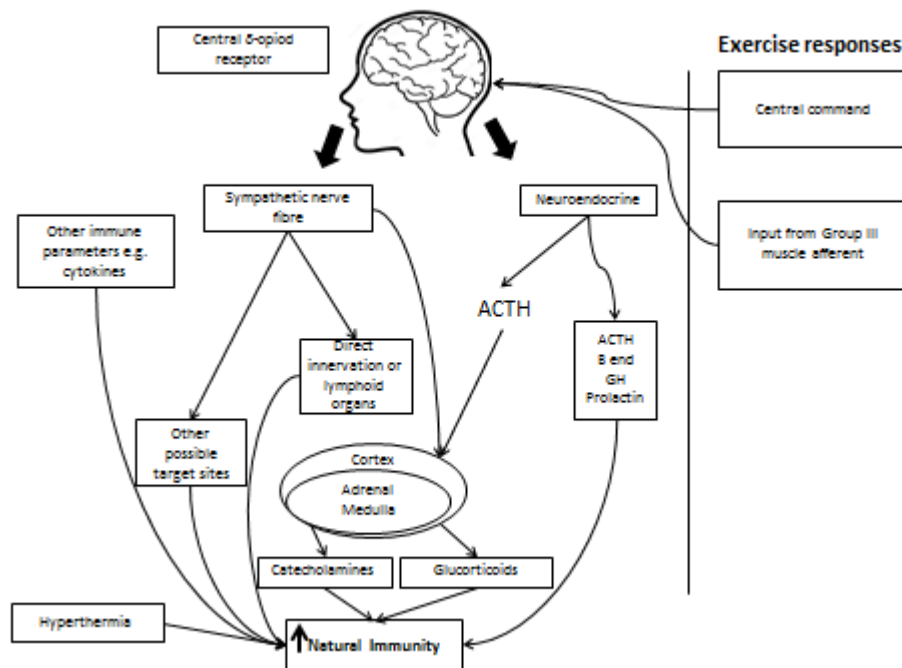 Central δ-opiod
receptor
Exercise responses
Central command
Sympathetic nerve
fibre
Neuroendocrine
Other immune
parameters e.g.
cytokines
Input from Group III
muscle afferent
ACTH
Direct
innervation or
lymphoid
organs
ACTH
B end
GH
Prolactin
Other
possible
target sites
Cortex
Adrenal
Medulla
Catecholamines
Glucorticoids
Hyperthermia
Natural Immunity